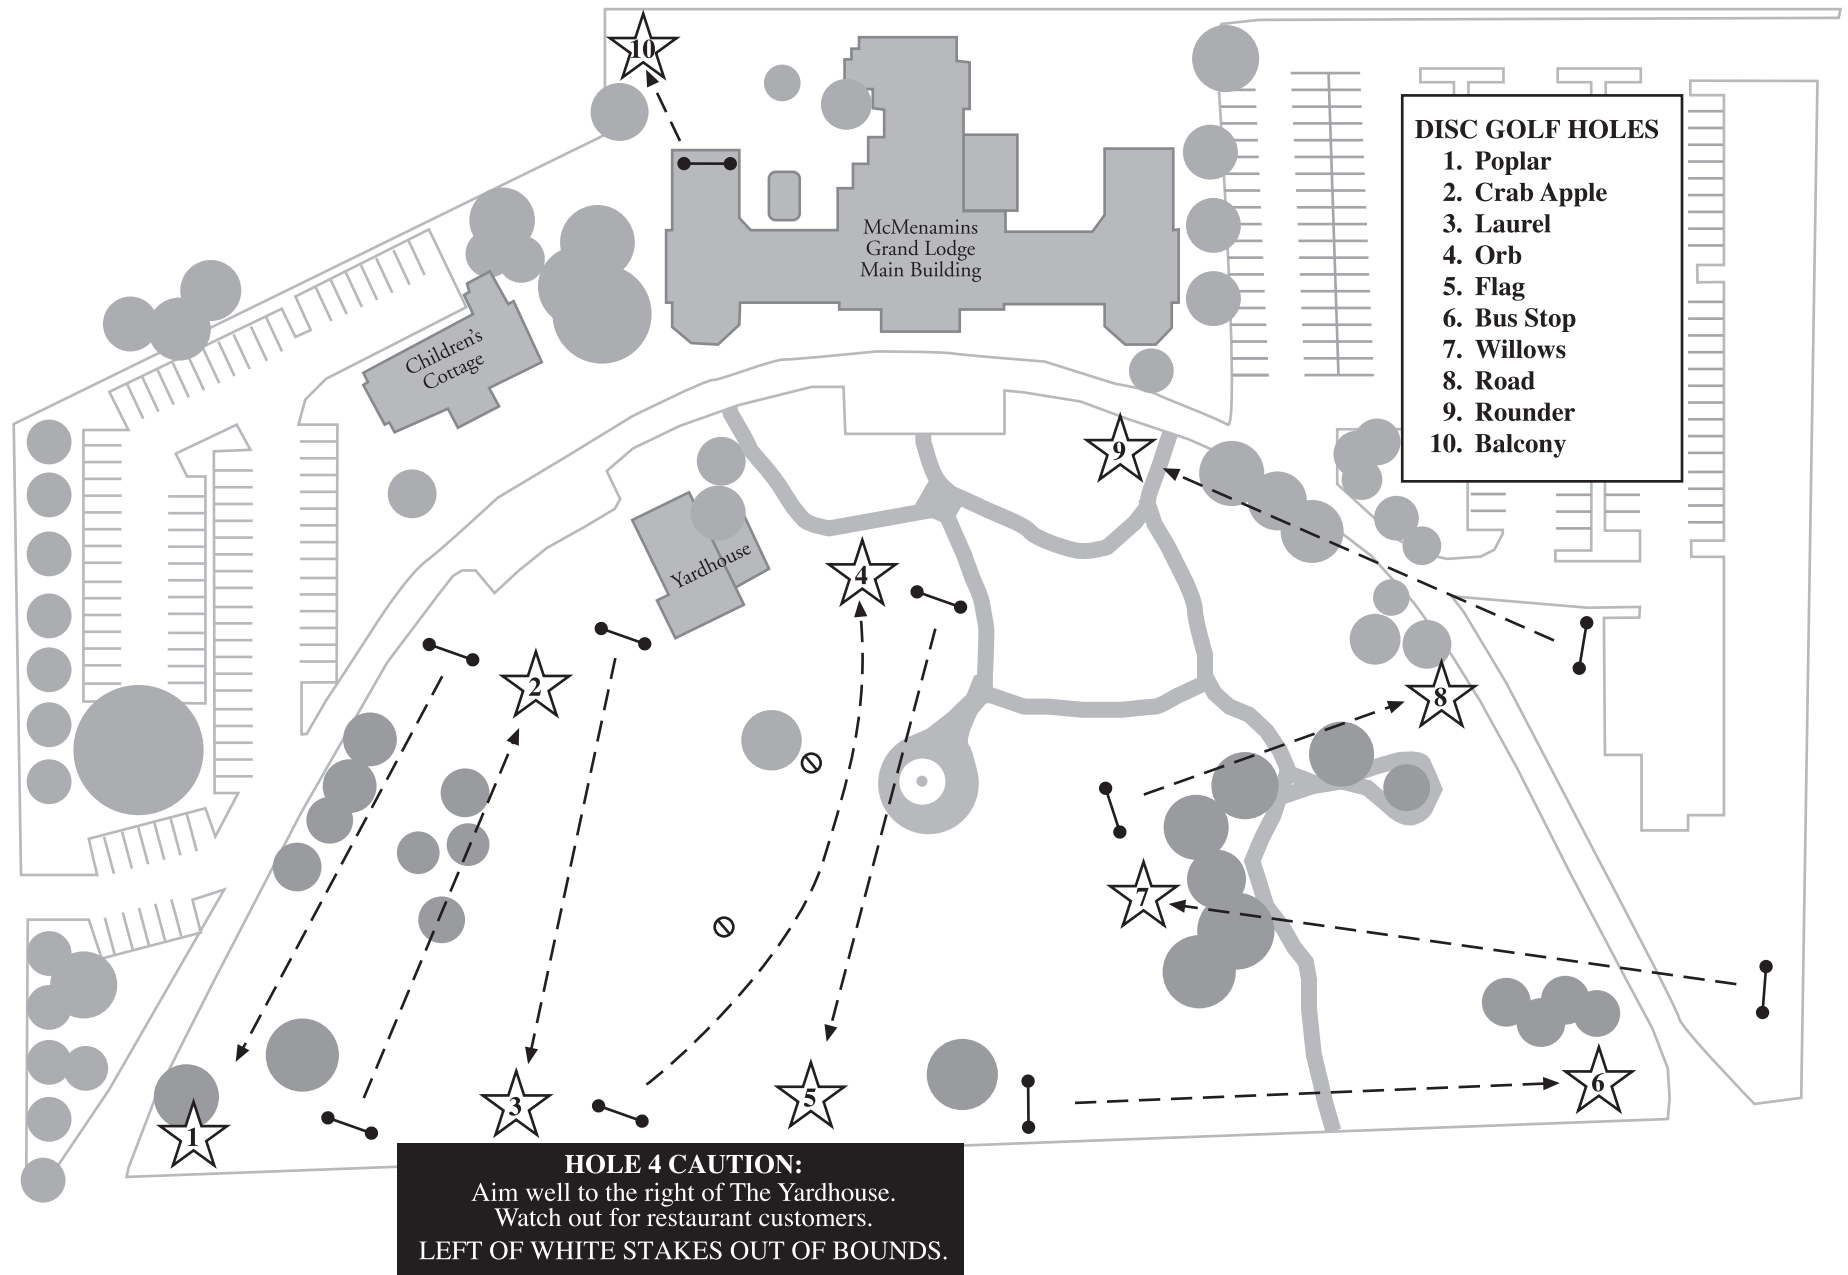 10
McMenamins
Grand Lodge
Main Building
DISC GOLF HOLES
1. Poplar
2. Crab Apple
3. Laurel
4. Orb
5. Flag
6. Bus Stop
7. Willows
8. Road
9. Rounder
10. Balcony
Children's
Cottage
9
Yardhouse
4
2
8
7
6
5
3
1
HOLE 4 CAUTION:
Aim well to the right of The Yardhouse.
Watch out for restaurant customers.
LEFT OF WHITE STAKES OUT OF BOUNDS.